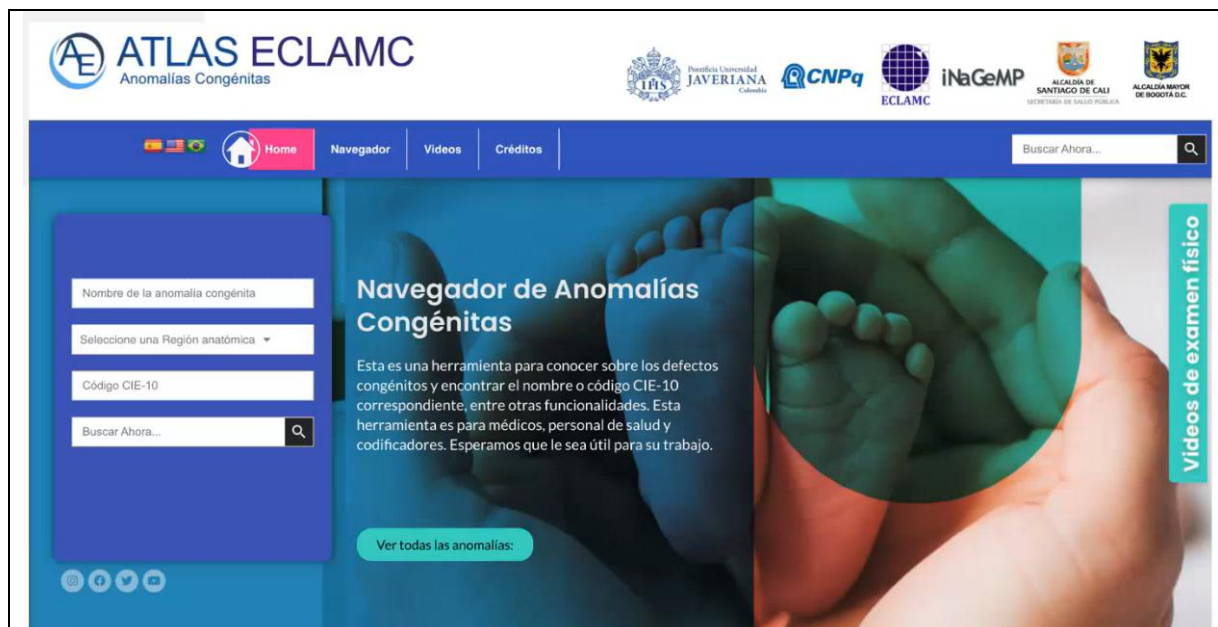 AE ATLAS ECLAMC
Anomalías Congénitas
IHS
Pontificia Universidad
JAVERIANA
Colombia
CNPq
ECLAMC
iNaGeMP
ALCALDÍA DE
SANTIAGO DE CALI
SECRETARÍA DE SALUD PÚBLICA
ALCALDÍA MAYOR
DE BOGOTÁ D.C.
Home
Navegador
Videos
Créditos
Buscar Ahora...
Nombre de la anomalía congénita
Seleccione una Región anatómica
Código CIE-10
Buscar Ahora...
Navegador de Anomalías
Congénitas
Esta es una herramienta para conocer sobre los defectos
congénitos y encontrar el nombre o código CIE-10
correspondiente, entre otras funcionalidades. Esta
herramienta es para médicos, personal de salud y
codificadores. Esperamos que le sea útil para su trabajo.
Ver todas las anomalías:
Videos de examen físico